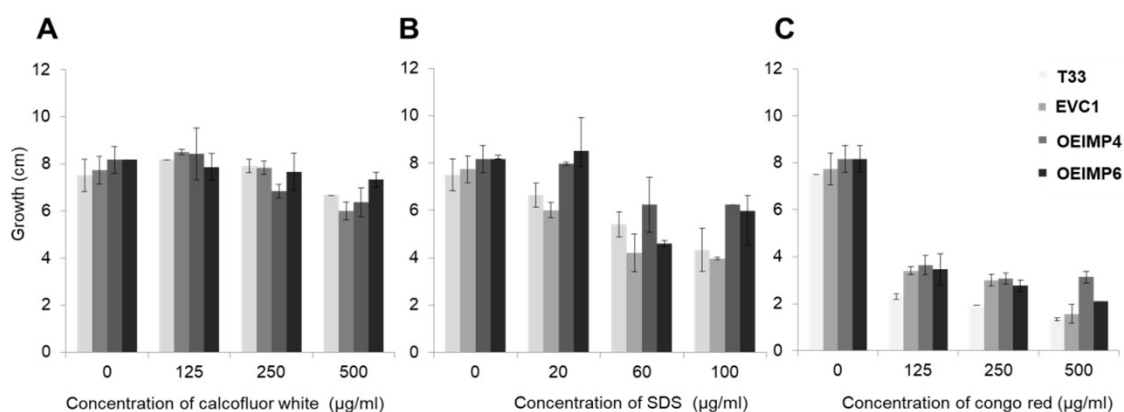 A
B
C
12
10
8
6
4
2
0
Growth (cm)
0 125 250 500
Concentration of calcofluor white (µg/ml)
12
10
8
6
4
2
0
0 20 60 100
Concentration of SDS (µg/ml)
12
10
8
6
4
2
0
0 125 250 500
Concentration of congo red (µg/ml)
T33
EVC1
OEIMP4
OEIMP6